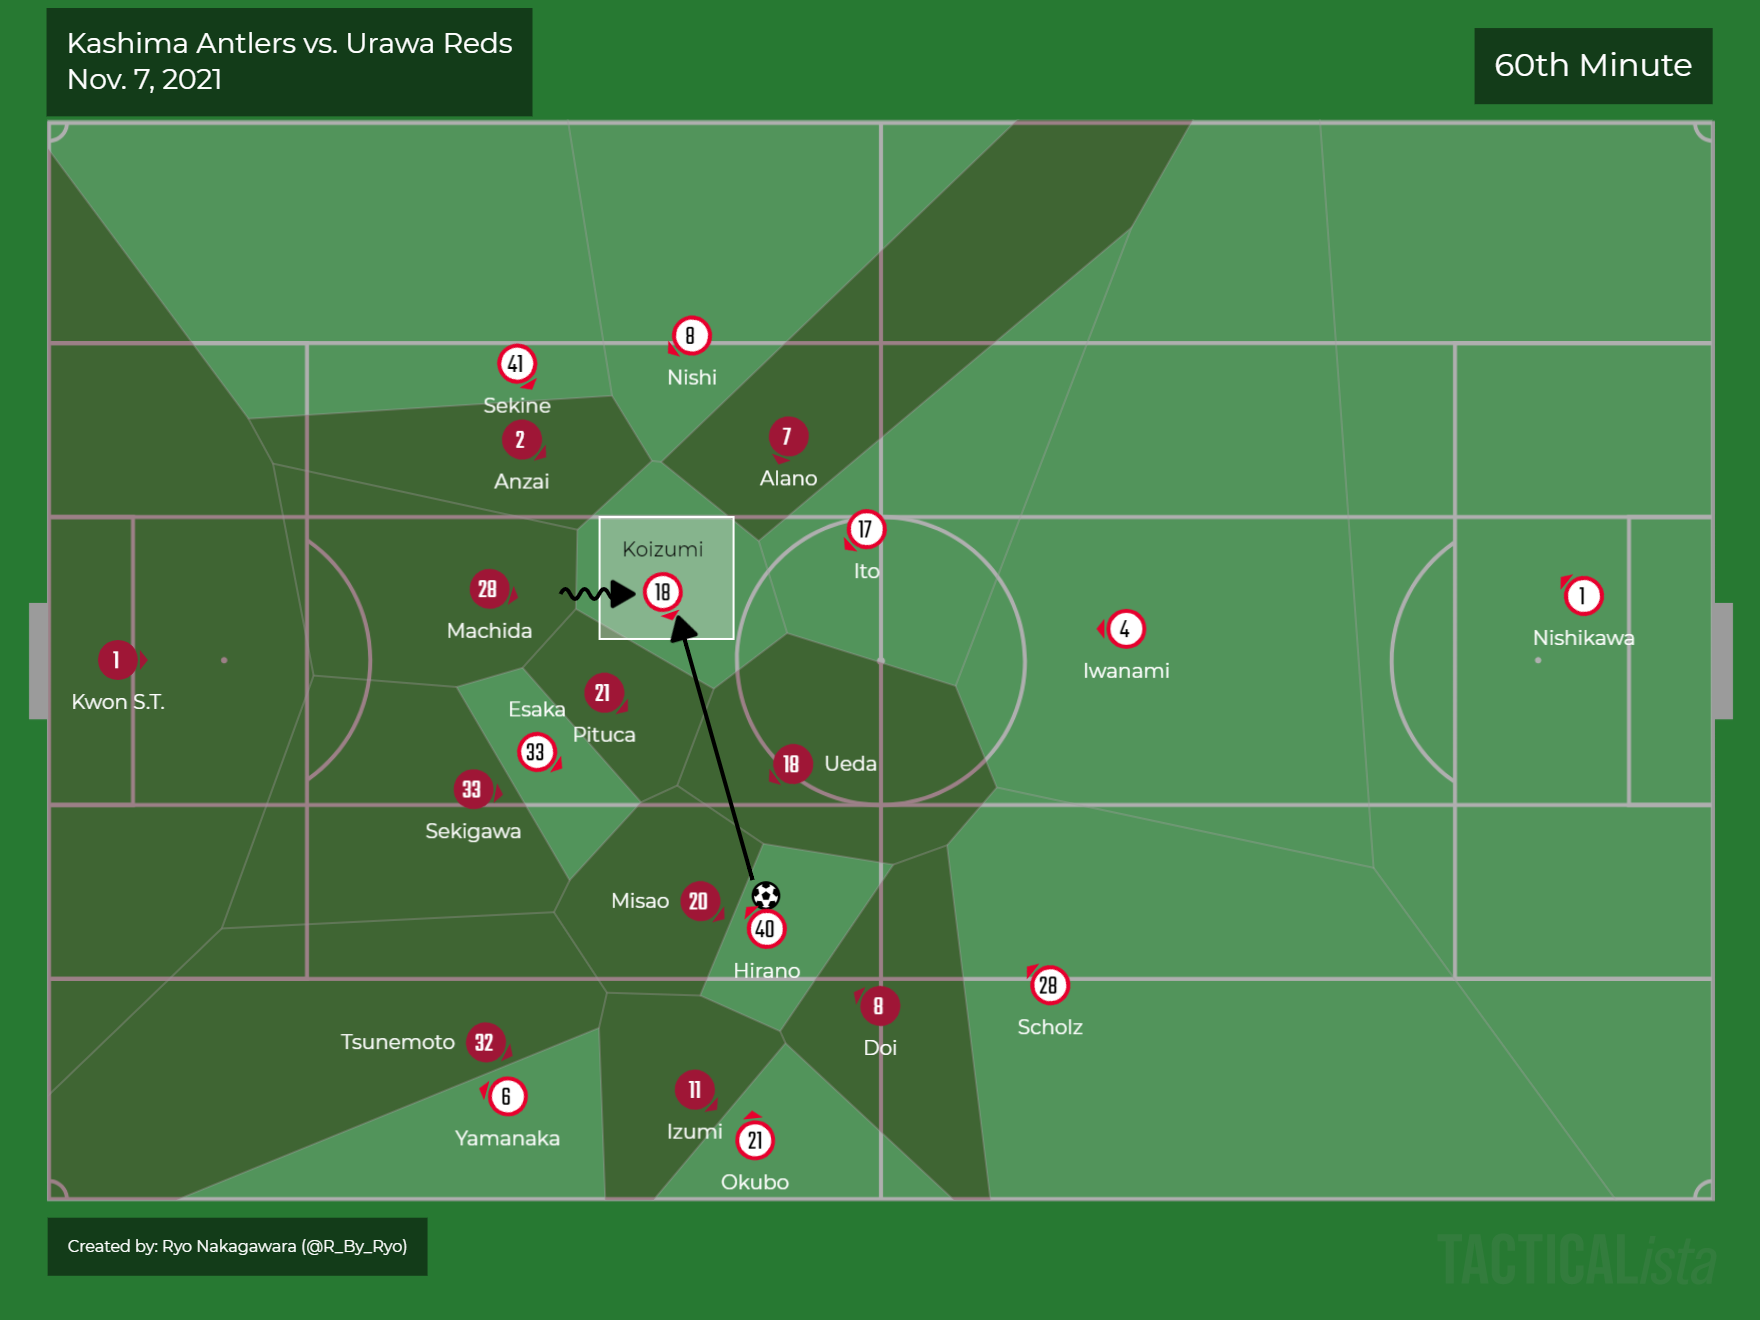 Kashima Antlers vs. Urawa Reds
Nov. 7, 2021
60th Minute
8
Nishi
41
Sekine
2
Anzai
7
Alano
17
Ito
Koizumi
18
28
Machida
1
Nishikawa
4
Iwanami
1
Kwon S.T.
21
Pituca
Esaka
33
18
Ueda
33
Sekigawa
Misao
20
40
Hirano
28
Scholz
8
Doi
Tsunemoto
32
6
Yamanaka
11
Izumi
21
Okubo
Created by: Ryo Nakagawara (@R_By_Ryo)
TACTICALista